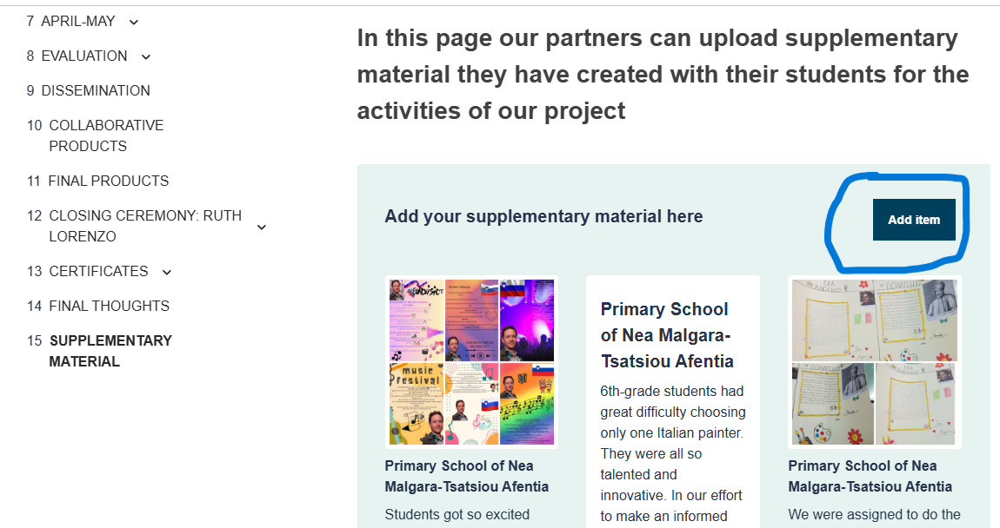 7 APRIL-MAY
8 EVALUATION
9 DISSEMINATION
10 COLLABORATIVE
PRODUCTS
11 FINAL PRODUCTS
12 CLOSING CEREMONY: RUTH
LORENZO
13 CERTIFICATES
14 FINAL THOUGHTS
15 SUPPLEMENTARY
MATERIAL
In this page our partners can upload supplementary
material they have created with their students for the
activities of our project
Add your supplementary material here
Add item
music
festival
Primary School of Nea
Malgara-Tsatsiou Afentia
Students got so excited
Primary School
of Nea Malgara-
Tsatsiou Afentia
6th-grade students had
great difficulty choosing
only one Italian painter.
They were all so
talented and
innovative. In our effort
to make an informed
Primary School of Nea
Malgara-Tsatsiou Afentia
We were assigned to do the